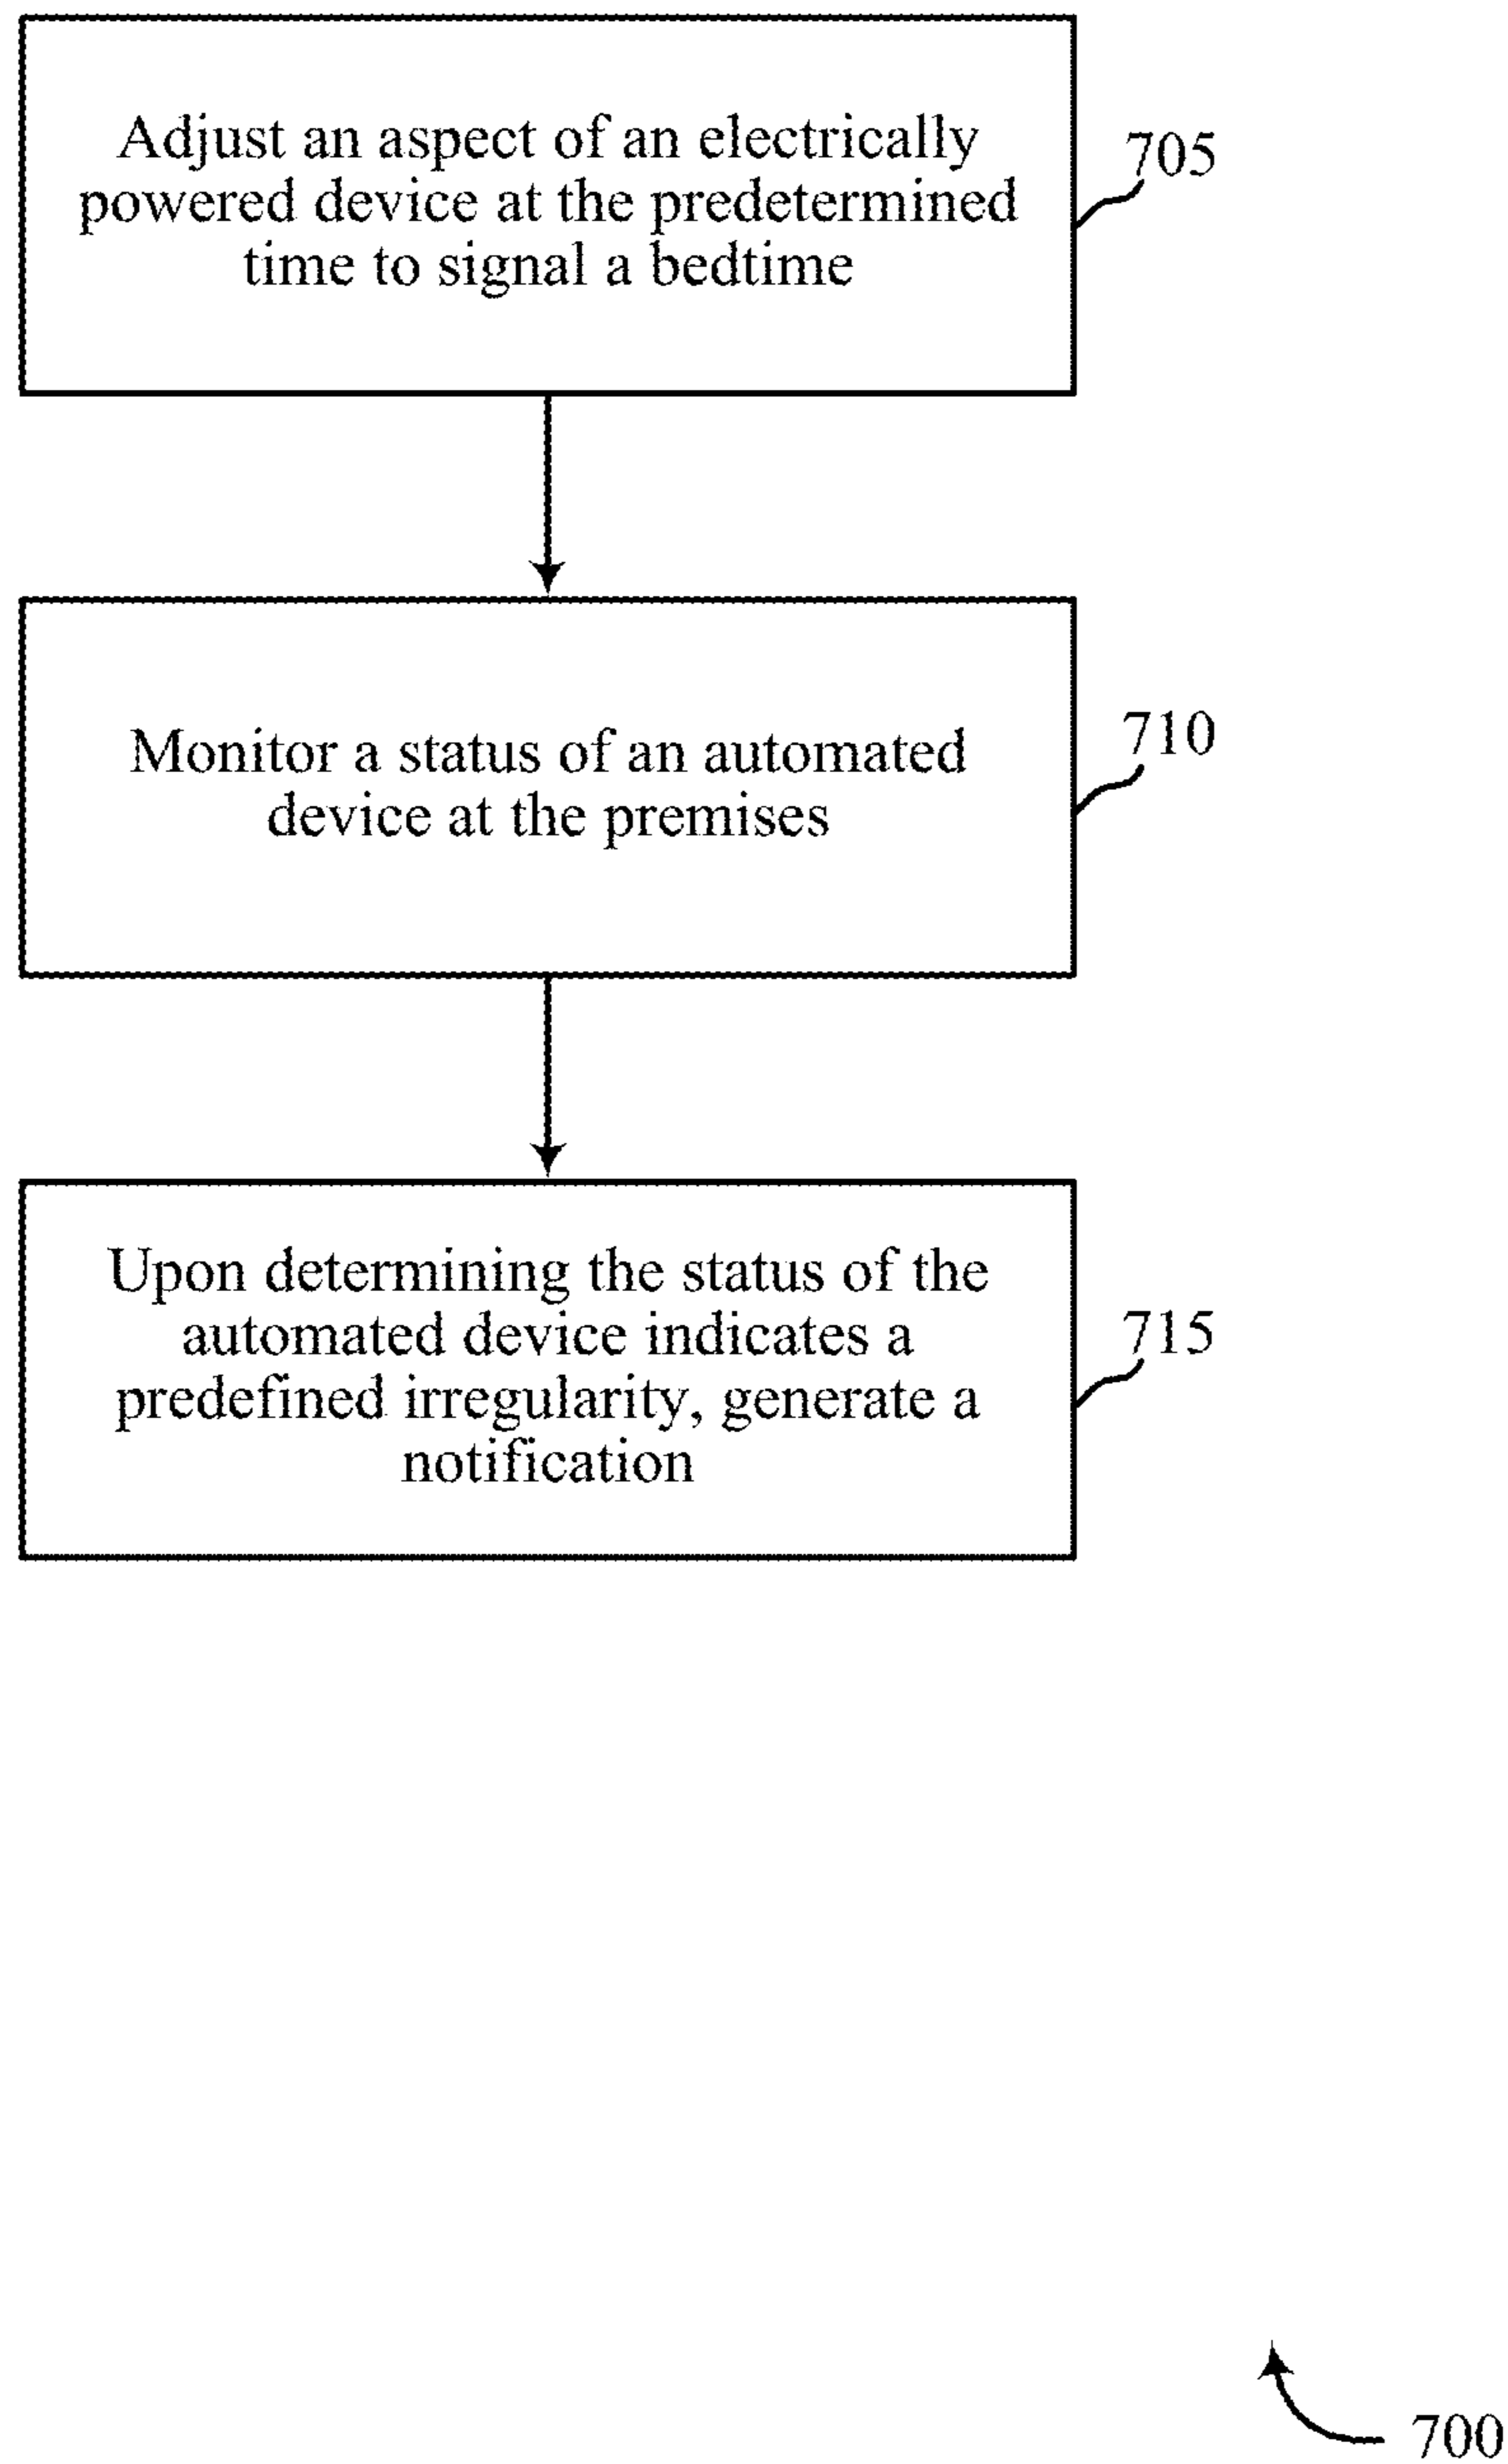 Adjust an aspect of an electrically
powered device at the predetermined
time to signal a bedtime
705
Monitor a status of an automated
device at the premises
710
Upon determining the status of the
automated device indicates a
predefined irregularity, generate a
notification
715
700